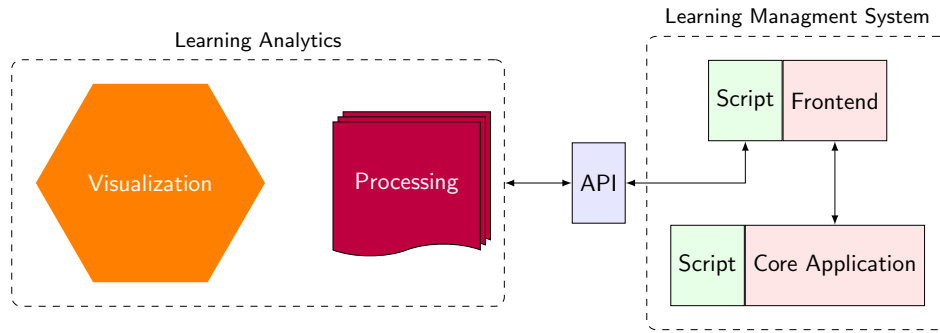 Learning Analytics
Learning Managment System
Visualization
Processing
API
Script
Frontend
Script
Core Application